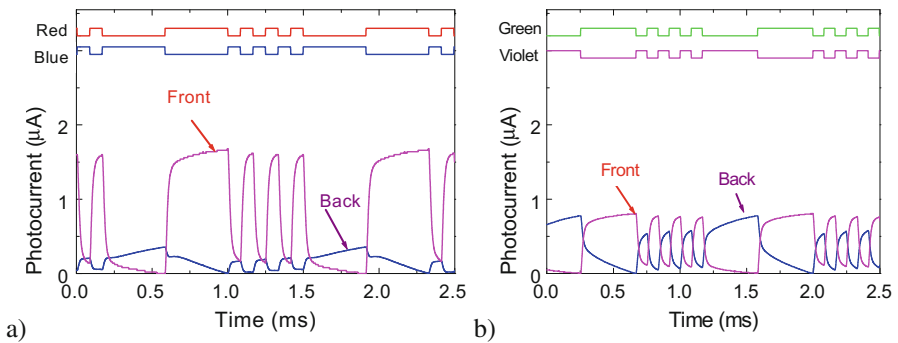 Red
Blue
Front
Back
Photocurrent (µA)
2
1
0
0.0 0.5 1.0 1.5 2.0 2.5
Time (ms)
a)
Green
Violet
Front
Back
Photocurrent (µA)
2
1
0
0.0 0.5 1.0 1.5 2.0 2.5
Time (ms)
b)